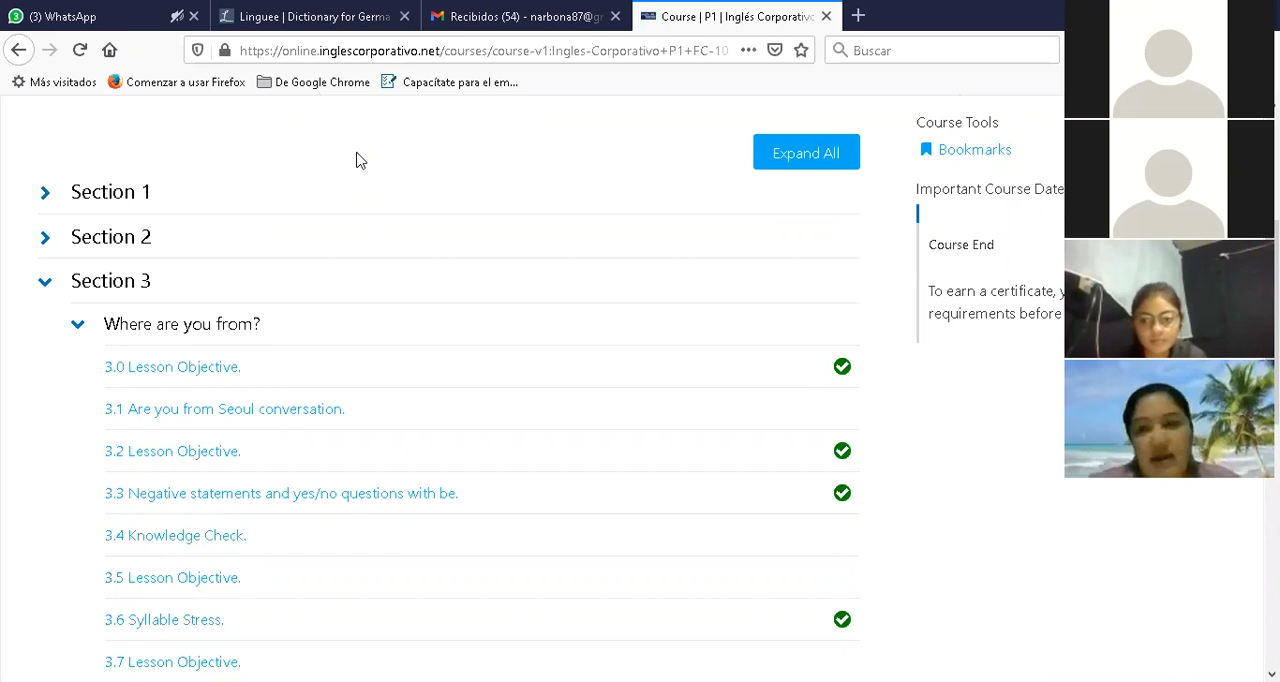 (3) WhatsApp
Linguee | Dictionary for Germa
Recibidos (54) - narbona87@g
Course | P1 | Inglés Corporativo
https://online.inglescorporativo.net/courses/course-v1:Ingles-Corporativo+P1+FC-10
Buscar
Más visitados
Comenzar a usar Firefox
De Google Chrome
Capacítate para el em...
Course Tools
Bookmarks
Expand All
Important Course Date
Section 1
Section 2
Course End
Section 3
To earn a certificate, y
requirements before
Where are you from?
3.0 Lesson Objective.
3.1 Are you from Seoul conversation.
3.2 Lesson Objective.
3.3 Negative statements and yes/no questions with be.
3.4 Knowledge Check.
3.5 Lesson Objective.
3.6 Syllable Stress.
3.7 Lesson Objective.